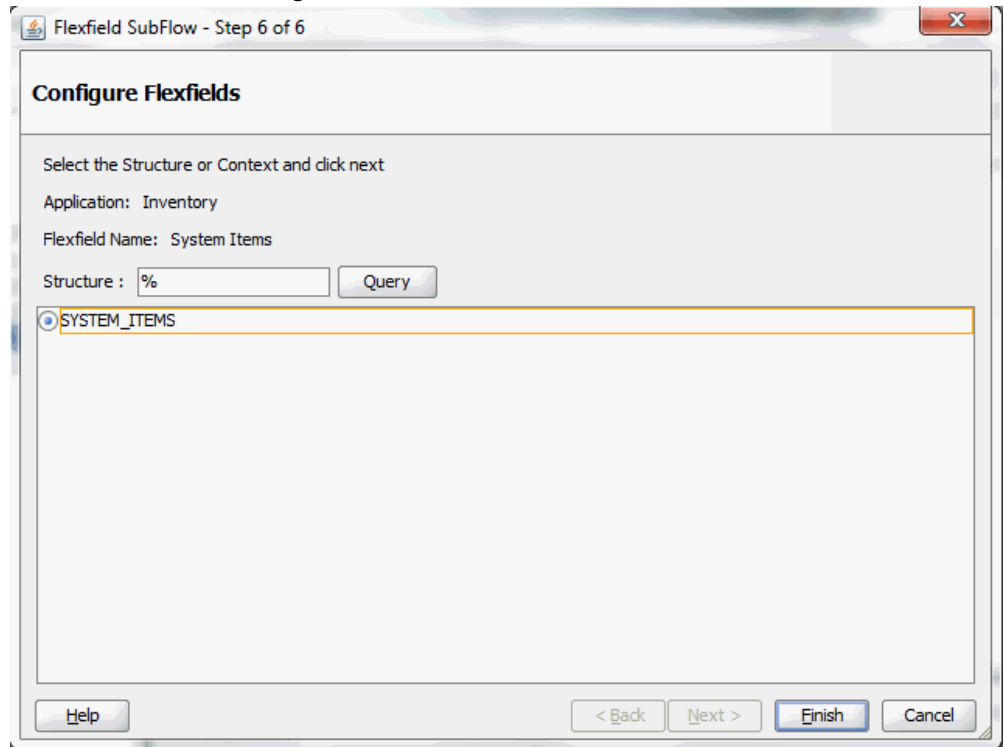 Flexfield SubFlow - Step 6 of 6
Configure Flexfields
Select the Structure or Context and click next
Application: Inventory
Flexfield Name: System Items
Structure : % Query
SYSTEM_ITEMS
Help < Back Next > Finish Cancel